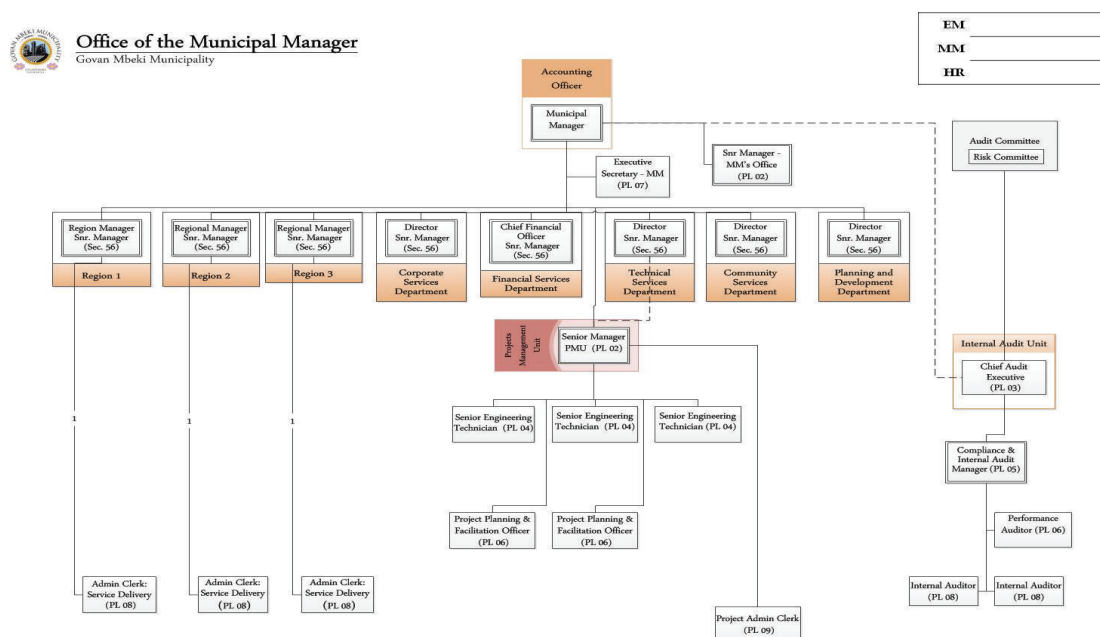 GOVAN MBEKI MUNICIPALITY
Office of the Municipal Manager
Govan Mbeki Municipality
EM
MM
HR
Accounting
Officer
Municipal
Manager
Executive
Secretary - MM
(PL 07)
Snr Manager -
MM's Office
(PL 02)
Audit Committee
Risk Committee
Region Manager
Snr. Manager
(Sec. 56)
Region 1
Regional Manager
Snr. Manager
(Sec. 56)
Region 2
Regional Manager
Snr. Manager
(Sec. 56)
Region 3
Director
Snr. Manager
(Sec. 56)
Corporate
Services
Department
Chief Financial
Officer
Snr. Manager
(Sec. 56)
Financial Services
Department
Director
Snr. Manager
(Sec. 56)
Technical
Services
Department
Director
Snr. Manager
(Sec. 56)
Community
Services
Department
Director
Snr. Manager
(Sec. 56)
Planning and
Development
Department
Projects
Management
Unit
Senior Manager
PMU (PL 02)
Internal Audit Unit
Chief Audit
Executive
(PL 03)
1
1
1
Senior Engineering
Technician (PL 04)
Senior Engineering
Technician (PL 04)
Senior Engineering
Technician (PL 04)
Compliance &
Internal Audit
Manager (PL 05)
Project Planning &
Facilitation Officer
(PL 06)
Project Planning &
Facilitation Officer
(PL 06)
Performance
Auditor (PL 06)
Admin Clerk:
Service Delivery
(PL 08)
Admin Clerk:
Service Delivery
(PL 08)
Admin Clerk:
Service Delivery
(PL 08)
Internal Auditor
(PL 08)
Internal Auditor
(PL 08)
Project Admin Clerk
(PL 09)